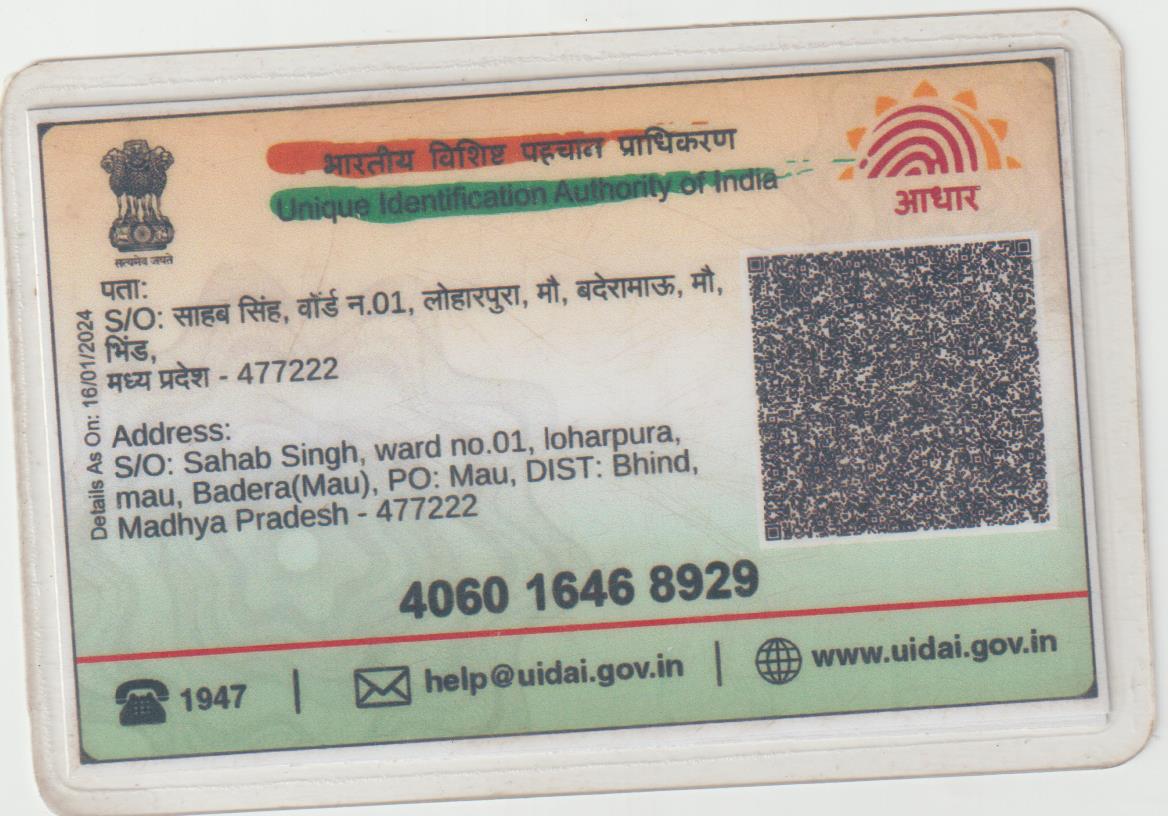 भारतीय विशिष्ट पहचान प्राधिकरण
Unique Identification Authority of India
आधार
सत्यमेव जयते
Details As On: 16/01/2024
पता:
S/O: साहब सिंह, वॉर्ड न.01, लोहारपुरा, मौ, बदेरामाऊ, मौ,
भिंड,
मध्य प्रदेश - 477222
Address:
S/O: Sahab Singh, ward no.01, loharpura,
mau, Badera(Mau), PO: Mau, DIST: Bhind,
Madhya Pradesh - 477222
4060 1646 8929
1947 | help@uidai.gov.in | www.uidai.gov.in